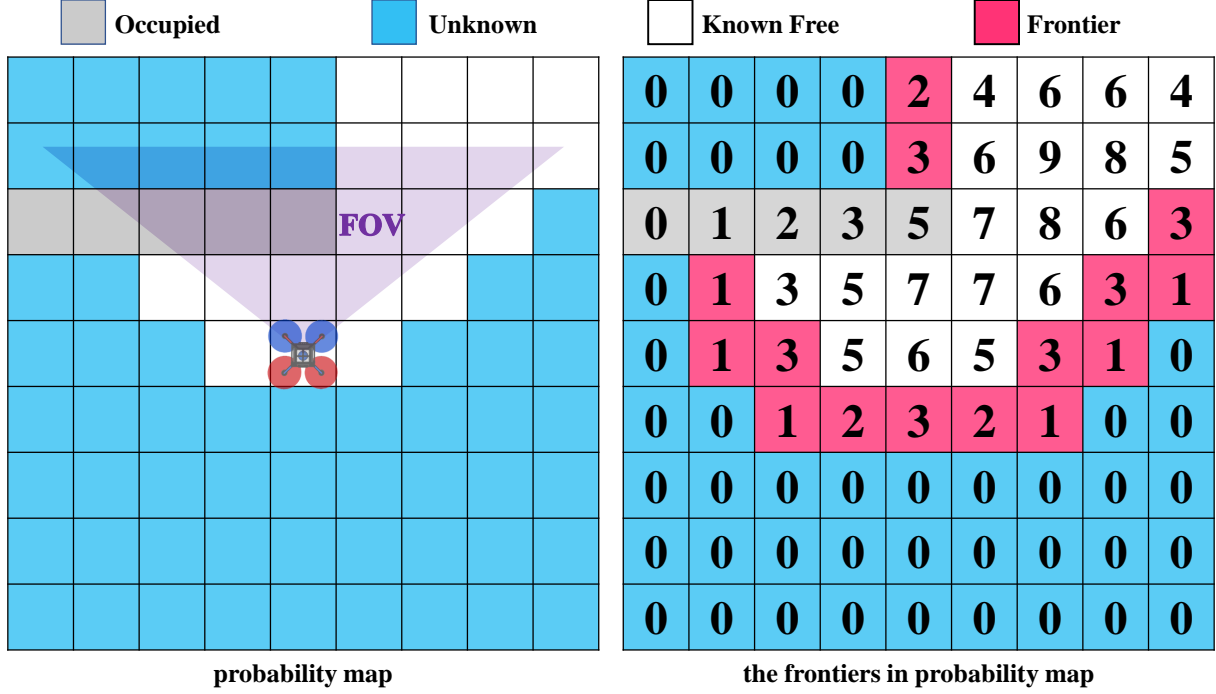 Occupied Unknown Known Free Frontier
FOV
0 0 0 0 2 4 6 6 4
0 0 0 0 3 6 9 8 5
0 1 2 3 5 7 8 6 3
0 1 3 5 7 7 6 3 1
0 1 3 5 6 5 3 1 0
0 0 1 2 3 2 1 0 0
0 0 0 0 0 0 0 0 0
0 0 0 0 0 0 0 0 0
0 0 0 0 0 0 0 0 0
probability map
the frontiers in probability map